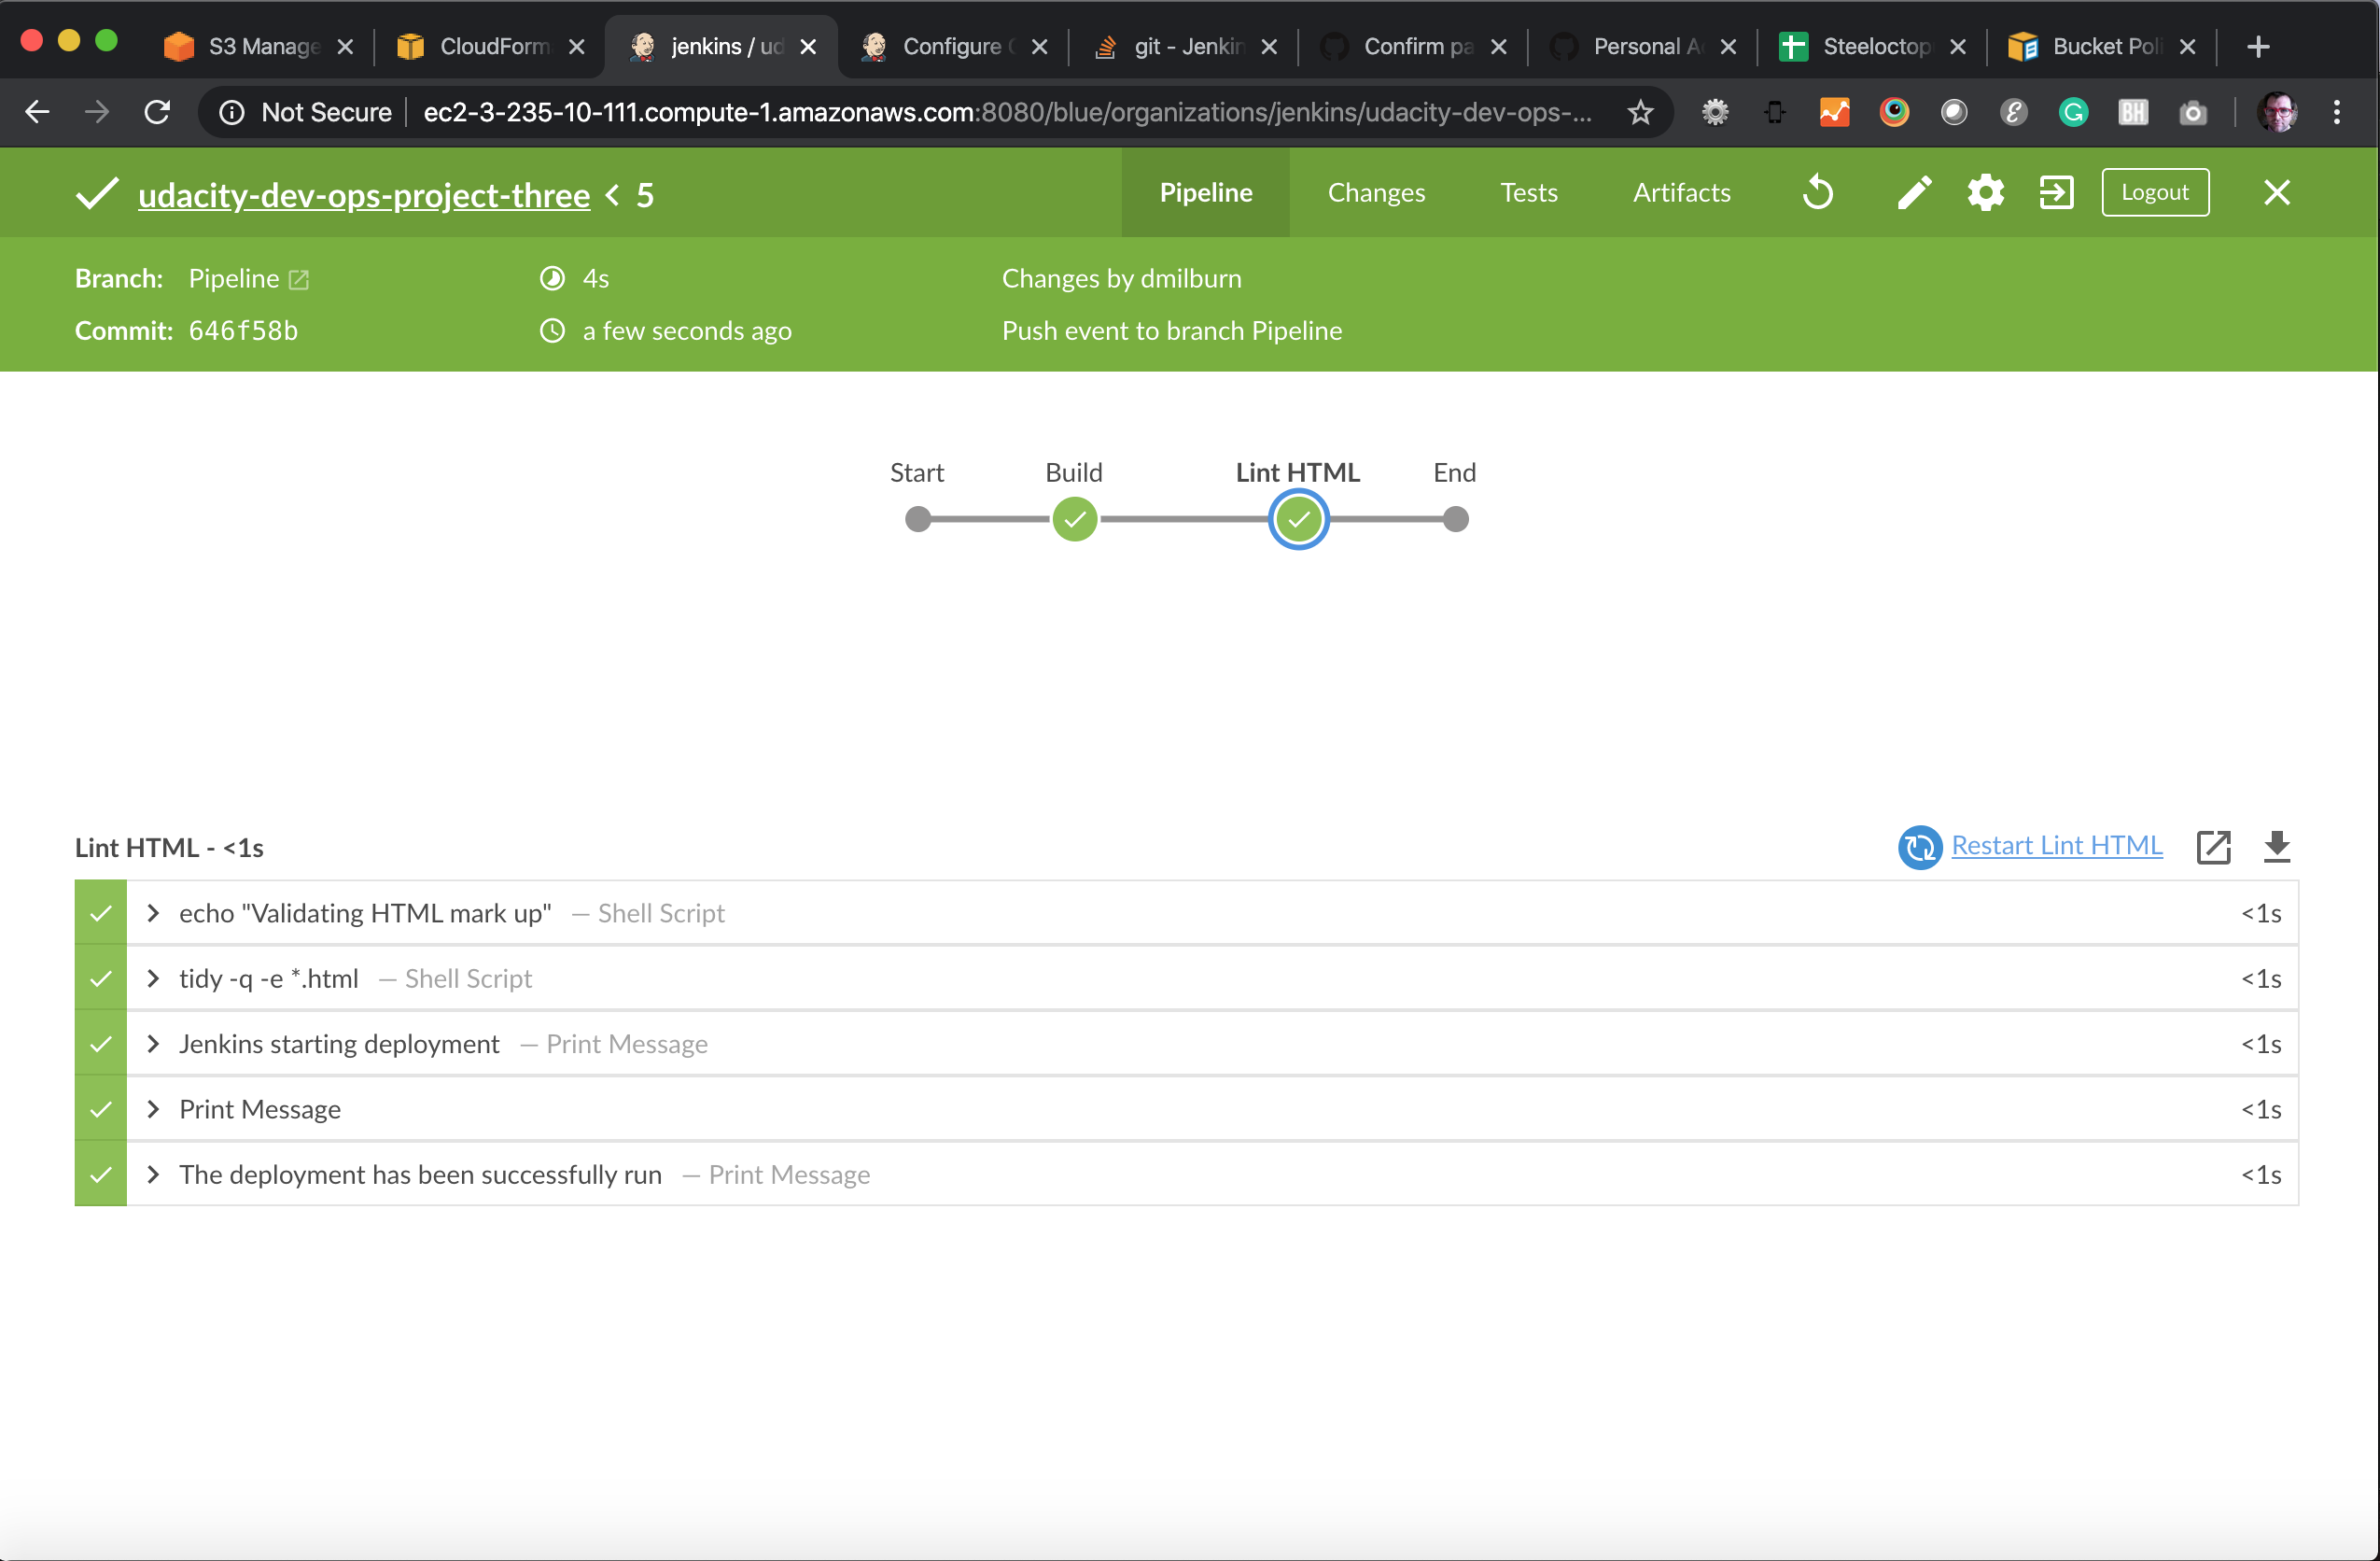 S3 Manage
CloudForm
jenkins / ud
Configure
git - Jenkin
Confirm pa
Personal A
Steeloctop
Bucket Poli
Not Secure
ec2-3-235-10-111.compute-1.amazonaws.com:8080/blue/organizations/jenkins/udacity-dev-ops-...
BH
udacity-dev-ops-project-three < 5
Pipeline
Changes
Tests
Artifacts
Logout
Branch: Pipeline
4s
Changes by dmilburn
Commit: 646f58b
a few seconds ago
Push event to branch Pipeline
Start
Build
Lint HTML
End
Lint HTML - <1s
Restart Lint HTML
echo "Validating HTML mark up" — Shell Script <1s
tidy -q -e *.html — Shell Script <1s
Jenkins starting deployment — Print Message <1s
Print Message <1s
The deployment has been successfully run — Print Message <1s